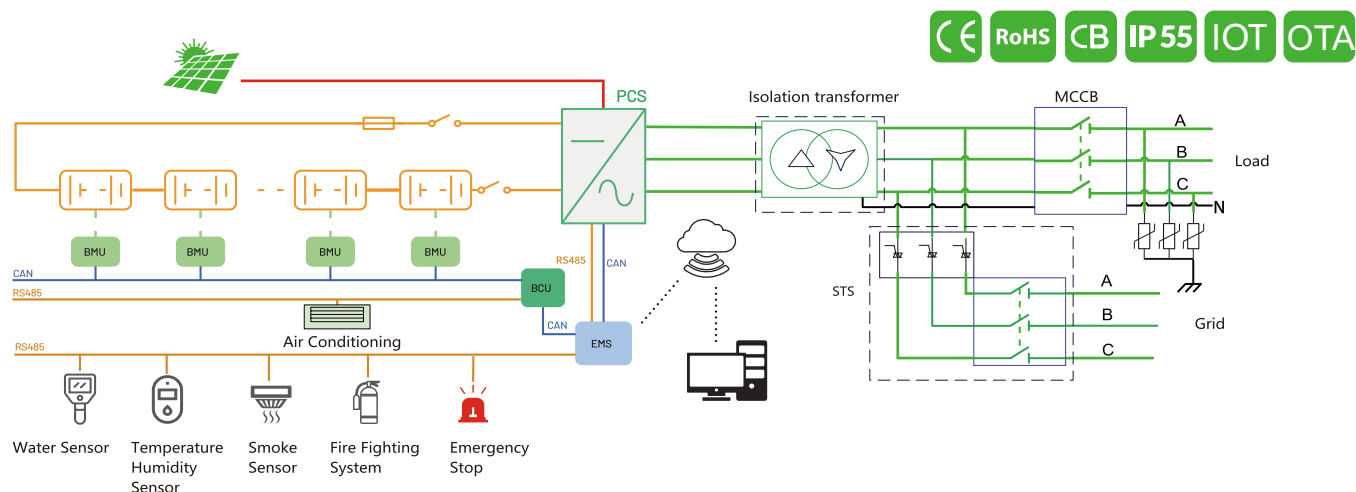 CE
RoHS
CB
IP 55
IOT
OTA
PCS
Isolation transformer
MCCB
A
B
C
N
Load
BMU
BMU
BMU
BMU
CAN
RS485
BCU
RS485
CAN
CAN
EMS
Air Conditioning
RS485
STS
A
B
C
Grid
Water Sensor
Temperature
Humidity
Sensor
Smoke
Sensor
Fire Fighting
System
Emergency
Stop